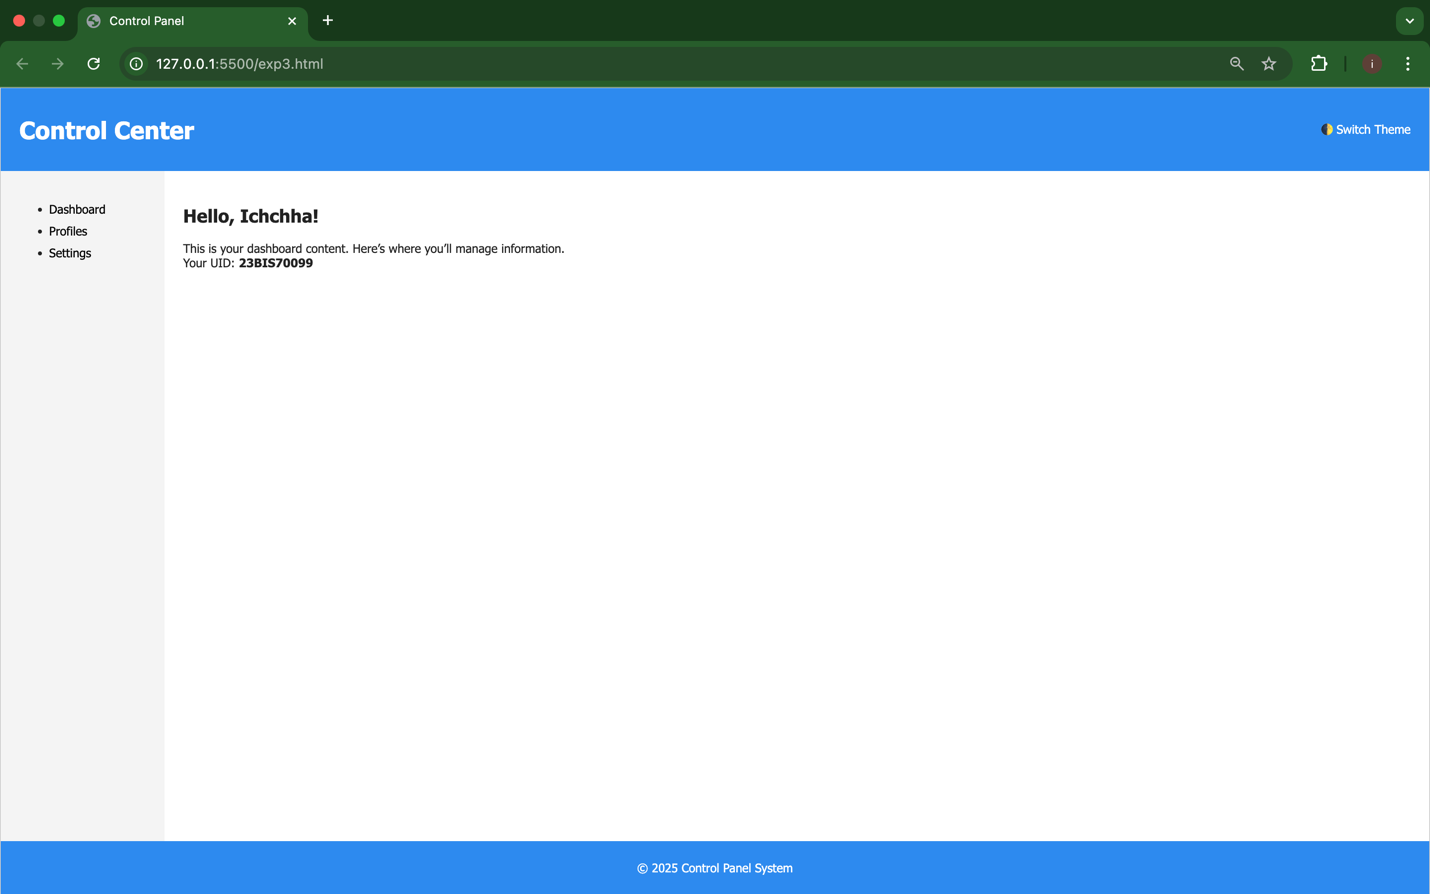 Control Panel
127.0.0.1:5500/exp3.html
i
Control Center
Switch Theme
Dashboard
Profiles
Settings
Hello, Ichchha!
This is your dashboard content. Here’s where you’ll manage information.
Your UID: 23BIS70099
© 2025 Control Panel System